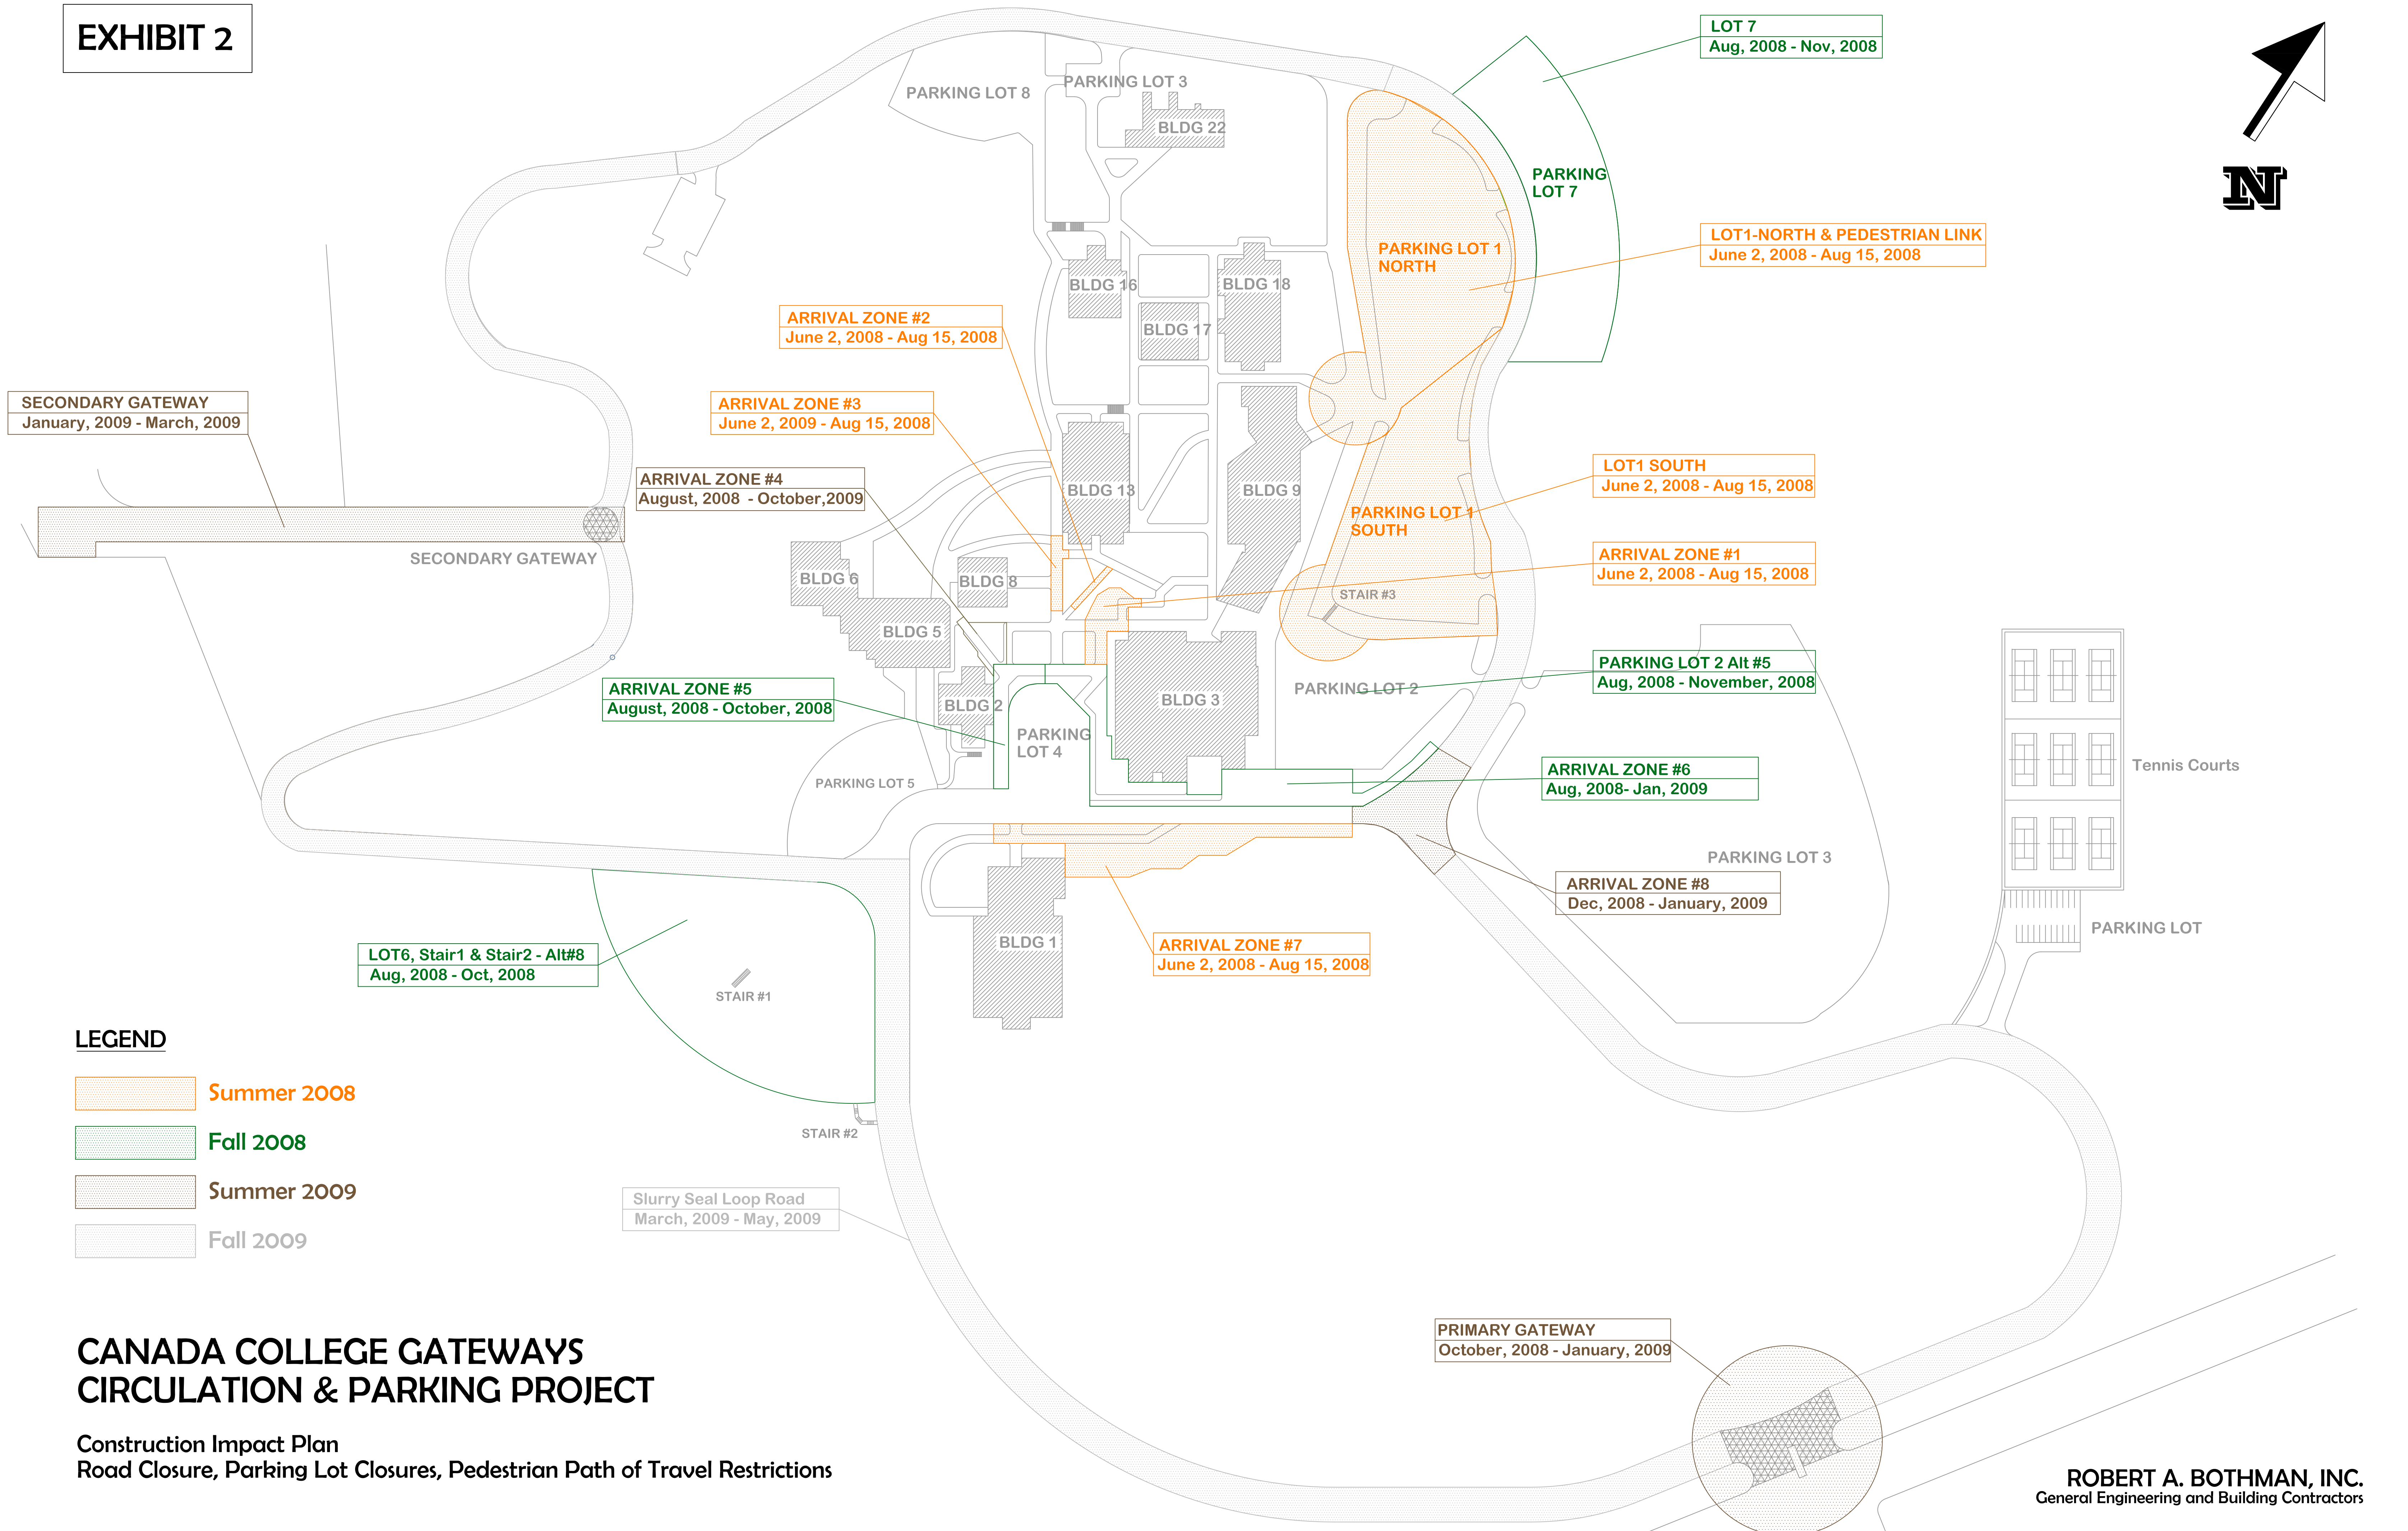 EXHIBIT 2
LOT 7
Aug, 2008 - Nov, 2008
N
PARKING LOT 8
PARKING LOT 3
BLDG 22
PARKING
LOT 7
LOT1-NORTH & PEDESTRIAN LINK
June 2, 2008 - Aug 15, 2008
PARKING LOT 1
NORTH
BLDG 16
BLDG 18
BLDG 17
ARRIVAL ZONE #2
June 2, 2008 - Aug 15, 2008
ARRIVAL ZONE #3
June 2, 2009 - Aug 15, 2008
SECONDARY GATEWAY
January, 2009 - March, 2009
ARRIVAL ZONE #4
August, 2008 - October,2009
BLDG 13
BLDG 9
LOT1 SOUTH
June 2, 2008 - Aug 15, 2008
PARKING LOT 1
SOUTH
SECONDARY GATEWAY
ARRIVAL ZONE #1
June 2, 2008 - Aug 15, 2008
BLDG 6
BLDG 8
STAIR #3
BLDG 5
PARKING LOT 2 Alt #5
Aug, 2008 - November, 2008
ARRIVAL ZONE #5
August, 2008 - October, 2008
BLDG 2
BLDG 3
PARKING LOT 2
PARKING
LOT 4
PARKING LOT 5
ARRIVAL ZONE #6
Aug, 2008- Jan, 2009
Tennis Courts
PARKING LOT 3
ARRIVAL ZONE #8
Dec, 2008 - January, 2009
PARKING LOT
BLDG 1
ARRIVAL ZONE #7
June 2, 2008 - Aug 15, 2008
LOT6, Stair1 & Stair2 - Alt#8
Aug, 2008 - Oct, 2008
STAIR #1
STAIR #2
LEGEND
Summer 2008
Fall 2008
Summer 2009
Fall 2009
Slurry Seal Loop Road
March, 2009 - May, 2009
PRIMARY GATEWAY
October, 2008 - January, 2009
CANADA COLLEGE GATEWAYS
CIRCULATION & PARKING PROJECT
Construction Impact Plan
Road Closure, Parking Lot Closures, Pedestrian Path of Travel Restrictions
ROBERT A. BOTHMAN, INC.
General Engineering and Building Contractors